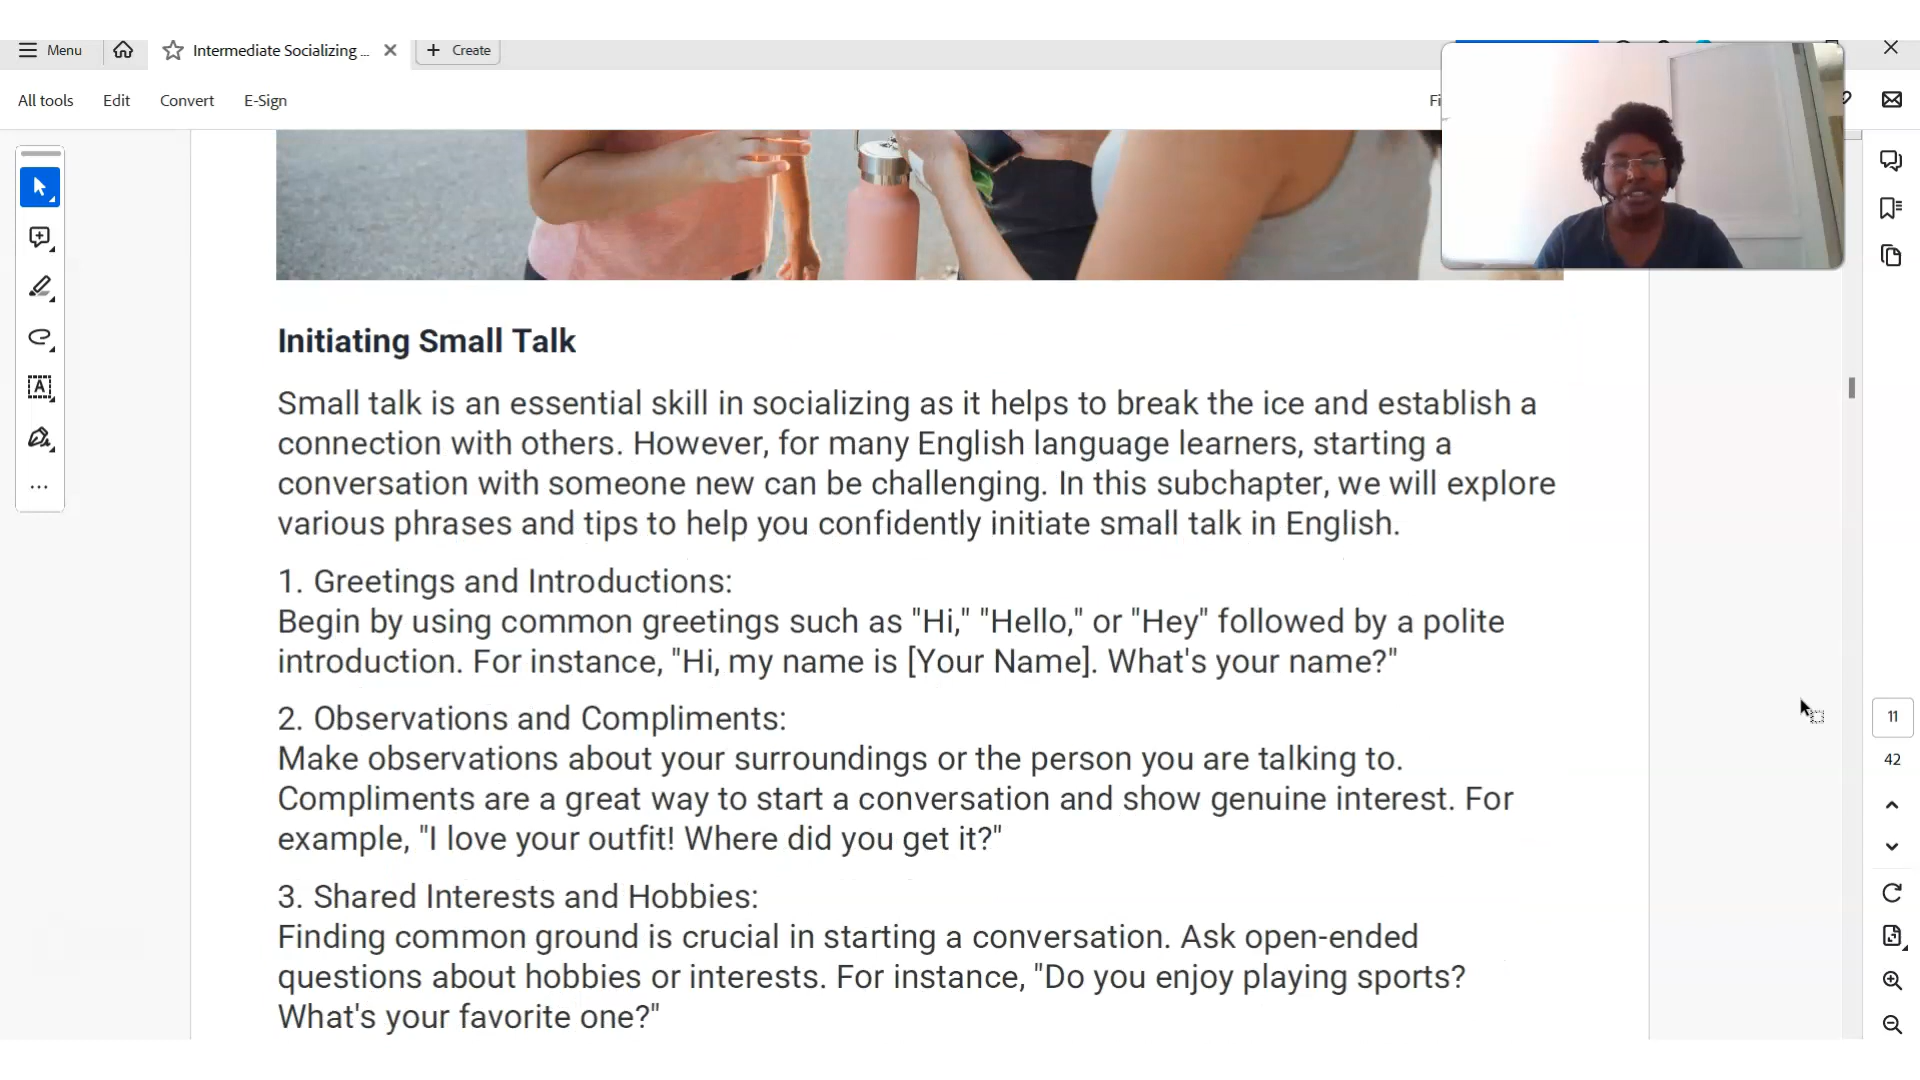 Menu
Intermediate Socializing ...
Create
All tools
Edit
Convert
E-Sign
Initiating Small Talk
Small talk is an essential skill in socializing as it helps to break the ice and establish a
connection with others. However, for many English language learners, starting a
conversation with someone new can be challenging. In this subchapter, we will explore
various phrases and tips to help you confidently initiate small talk in English.
1. Greetings and Introductions:
Begin by using common greetings such as "Hi," "Hello," or "Hey" followed by a polite
introduction. For instance, "Hi, my name is [Your Name]. What's your name?"
2. Observations and Compliments:
Make observations about your surroundings or the person you are talking to.
Compliments are a great way to start a conversation and show genuine interest. For
example, "I love your outfit! Where did you get it?"
3. Shared Interests and Hobbies:
Finding common ground is crucial in starting a conversation. Ask open-ended
questions about hobbies or interests. For instance, "Do you enjoy playing sports?
What's your favorite one?"
11
42